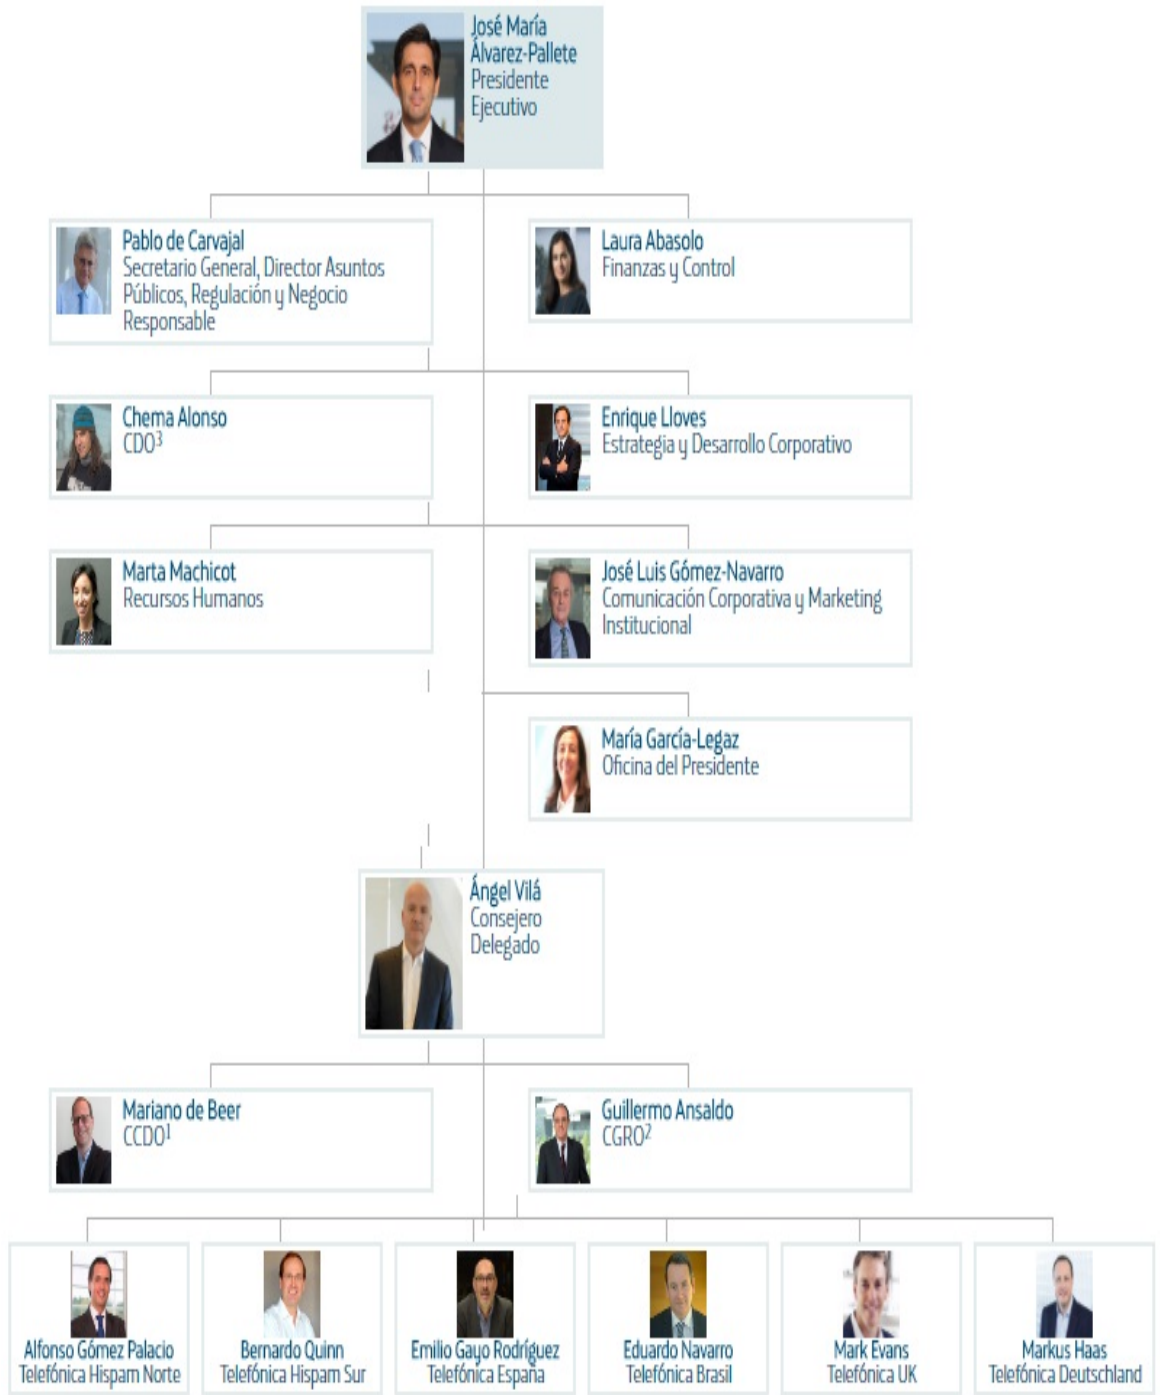 José María
Álvarez-Pallete
Presidente
Ejecutivo
Pablo de Carvajal
Secretario General, Director Asuntos
Públicos, Regulación y Negocio
Responsable
Laura Abasolo
Finanzas y Control
Chema Alonso
CDO³
Enrique Lloves
Estrategia y Desarrollo Corporativo
Marta Machicot
Recursos Humanos
José Luis Gómez-Navarro
Comunicación Corporativa y Marketing
Institucional
María García-Legaz
Oficina del Presidente
Ángel Vilá
Consejero
Delegado
Mariano de Beer
CCDO¹
Guillermo Ansaldo
CGRO²
Alfonso Gómez Palacio
Telefónica Hispam Norte
Bernardo Quinn
Telefónica Hispam Sur
Emilio Gayo Rodríguez
Telefónica España
Eduardo Navarro
Telefónica Brasil
Mark Evans
Telefónica UK
Markus Haas
Telefónica Deutschland